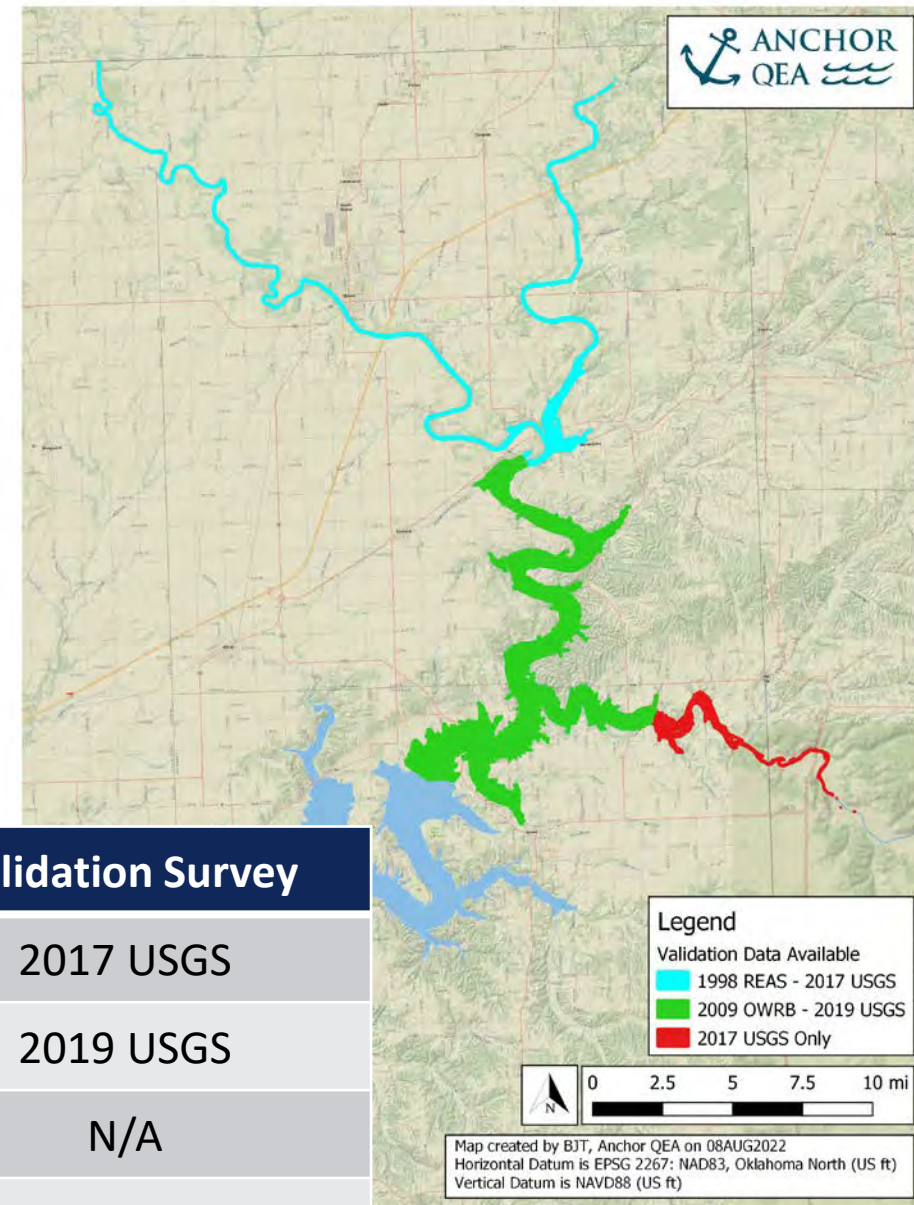 ANCHOR
QEA
lidation Survey
2017 USGS
2019 USGS
N/A
Legend
Validation Data Available
1998 REAS - 2017 USGS
2009 OWRB - 2019 USGS
2017 USGS Only
N
0 2.5 5 7.5 10 mi
Map created by BJT, Anchor QEA on 08AUG2022
Horizontal Datum is EPSG 2267: NAD83, Oklahoma North (US ft)
Vertical Datum is NAVD88 (US ft)